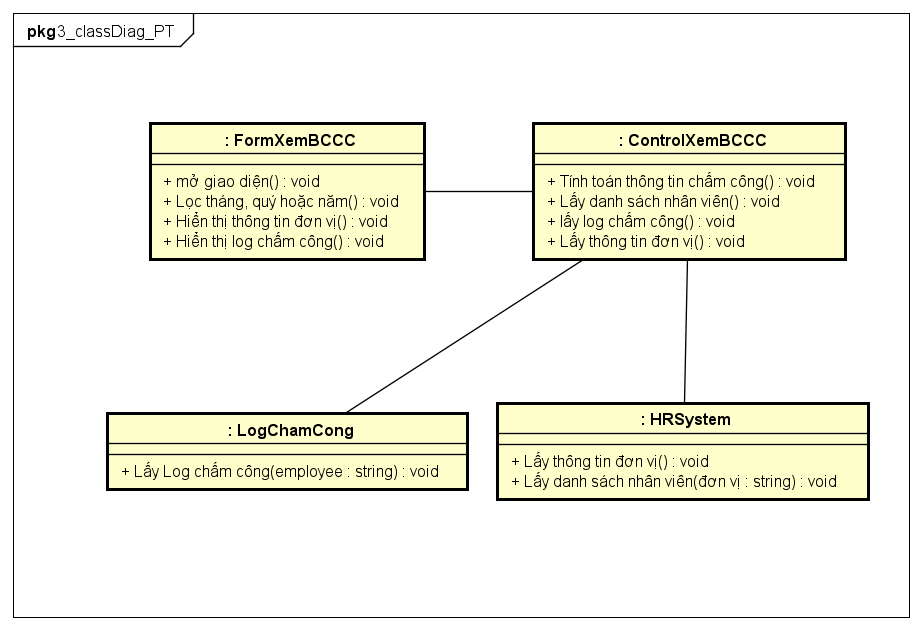 pkg3_classDiag_PT
: FormXemBCCC
+ mở giao diện() : void
+ Lọc tháng, quý hoặc năm() : void
+ Hiển thị thông tin đơn vị() : void
+ Hiển thị log chấm công() : void
: ControlXemBCCC
+ Tính toán thông tin chấm công() : void
+ Lấy danh sách nhân viên() : void
+ lấy log chấm công() : void
+ Lấy thông tin đơn vị() : void
: LogChamCong
+ Lấy Log chấm công(employee : string) : void
: HRSystem
+ Lấy thông tin đơn vị() : void
+ Lấy danh sách nhân viên(đơn vị : string) : void